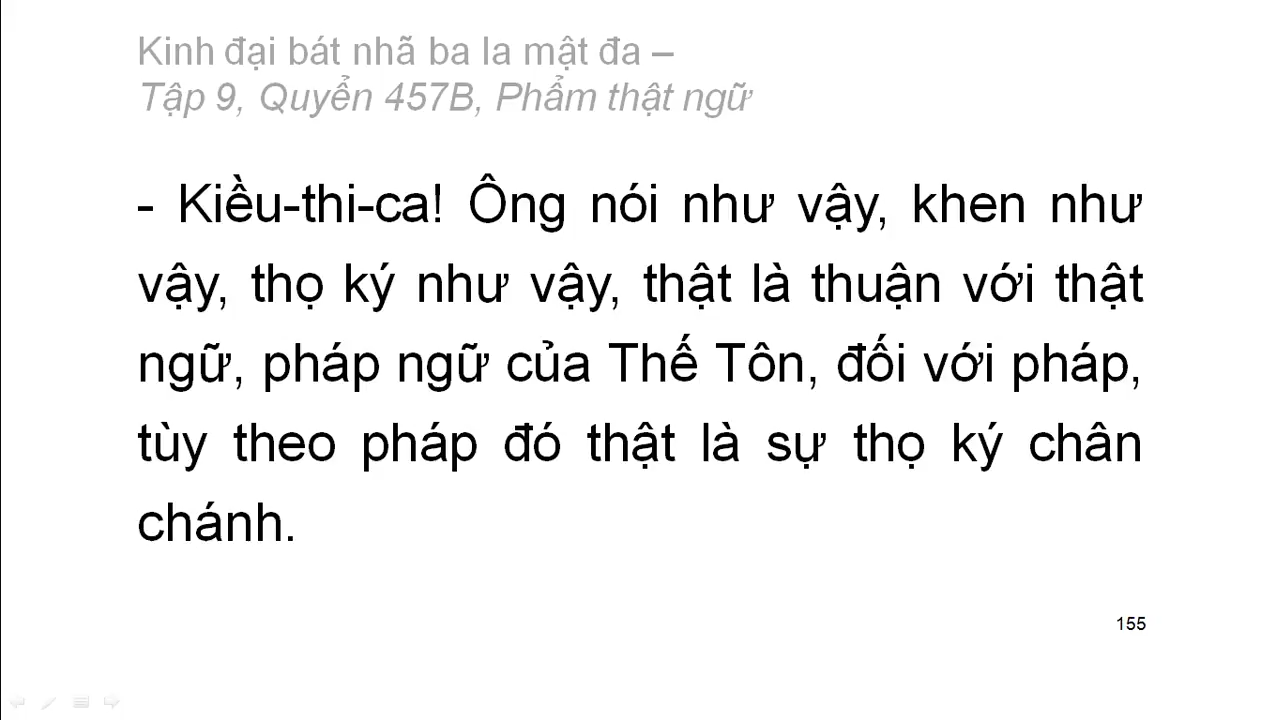 Kinh đại bát nhã ba la mật đa –
Tập 9, Quyển 457B, Phẩm thật ngữ
- Kiều-thi-ca! Ông nói như vậy, khen như
vậy, thọ ký như vậy, thật là thuận với thật
ngữ, pháp ngữ của Thế Tôn, đối với pháp,
tùy theo pháp đó thật là sự thọ ký chân
chánh.
155